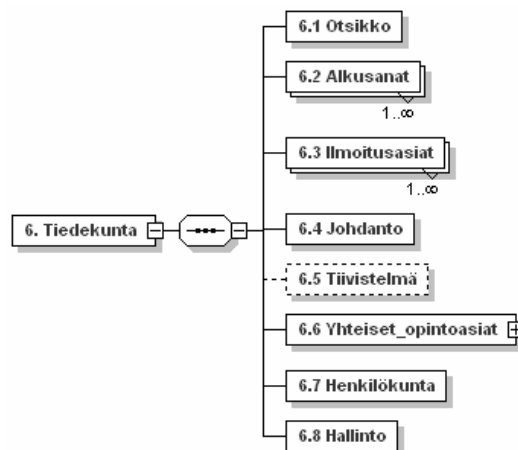 6.1 Otsikko
6.2 Alkusanat
1..∞
6.3 Ilmoitusasiat
1..∞
6. Tiedekunta
6.4 Johdanto
6.5 Tiivistelmä
6.6 Yhteiset_opintoasiat
6.7 Henkilökunta
6.8 Hallinto